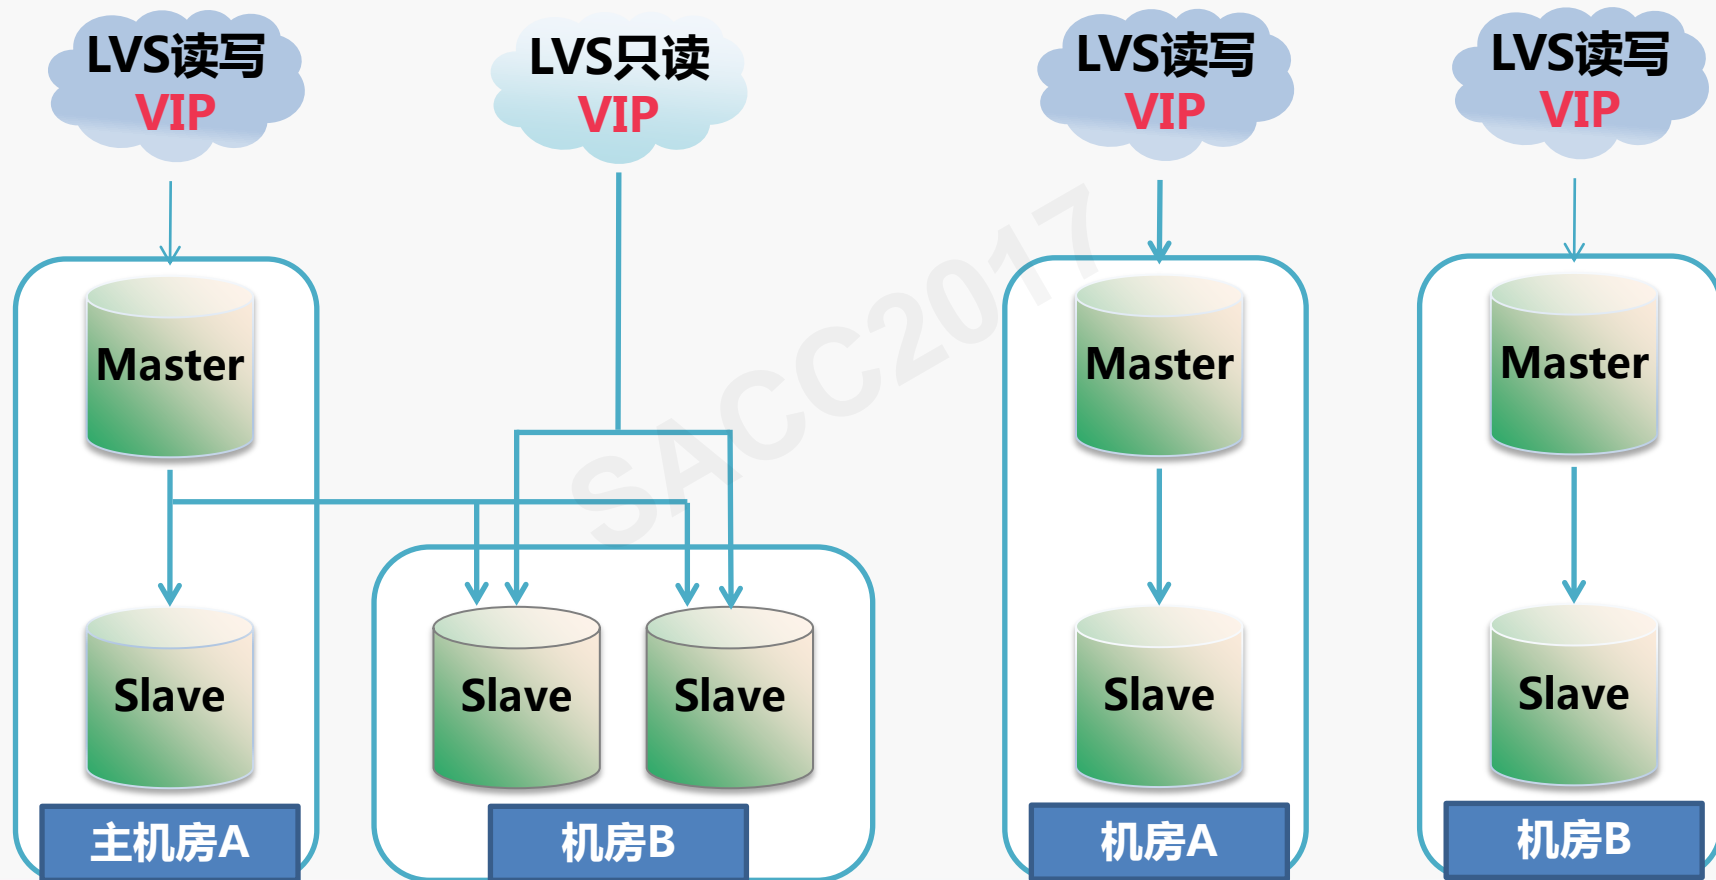 LVS读写
VIP
LVS只读
VIP
LVS读写
VIP
LVS读写
VIP
SACC2017
Master
Master
Master
Slave
Slave
Slave
Slave
Slave
主机房A
机房B
机房A
机房B